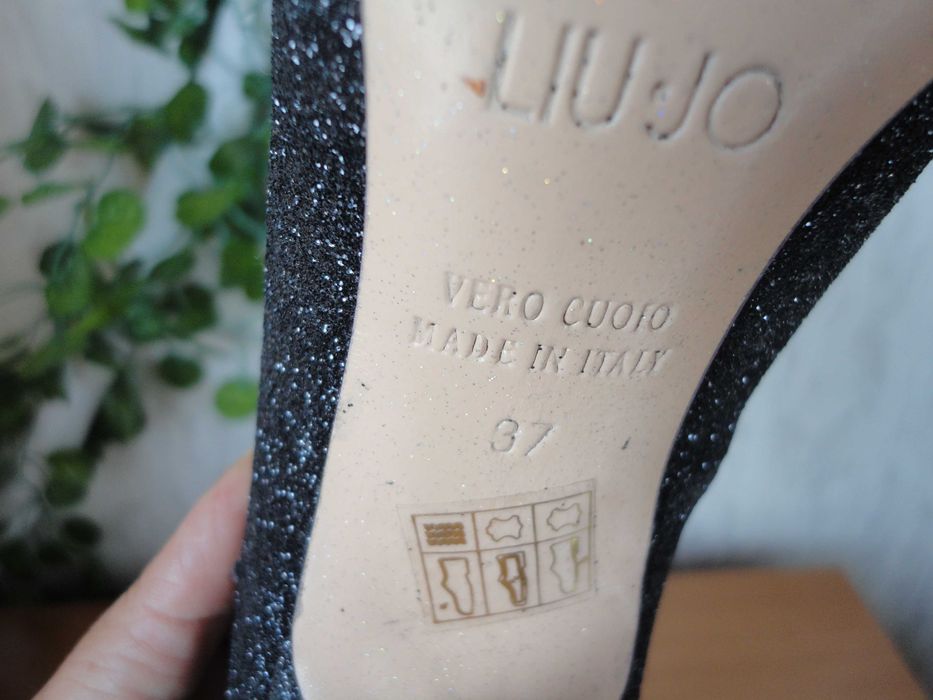 LIU·JO
VERO CUOIO
MADE IN ITALY
37